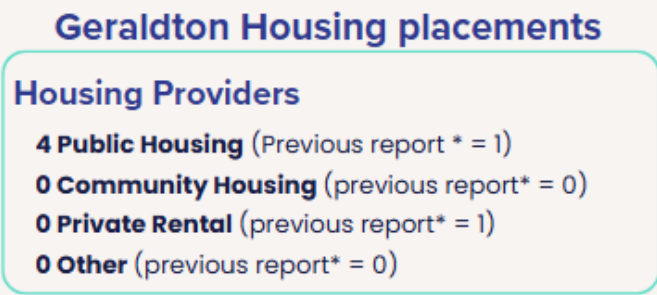 Geraldton Housing placements
Housing Providers
4 Public Housing (Previous report * = 1)
0 Community Housing (previous report* = 0)
0 Private Rental (previous report* = 1)
0 Other (previous report* = 0)